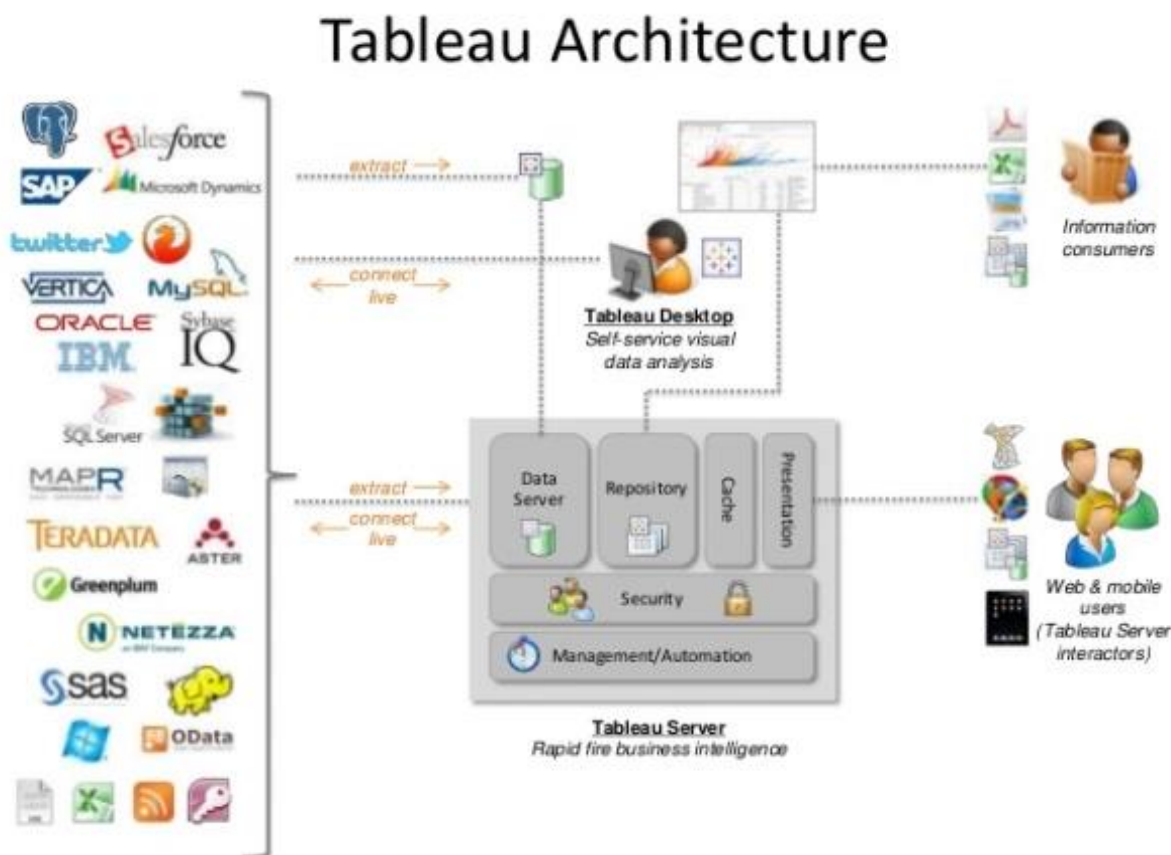 Tableau Architecture
Salesforce
SAP
Microsoft Dynamics
twitter
VERTICA
MySQL
ORACLE
Sybase
IQ
IBM
SQL Server
MAPR
TERADATA
ASTER
Greenplum
NETEZZA
an IBM Company
sas
OData
extract
connect
live
Tableau Desktop
Self-service visual
data analysis
Information
consumers
extract
connect
live
Data
Server
Repository
Cache
Presentation
Security
Management/Automation
Tableau Server
Rapid fire business intelligence
Web & mobile
users
(Tableau Server
interactors)